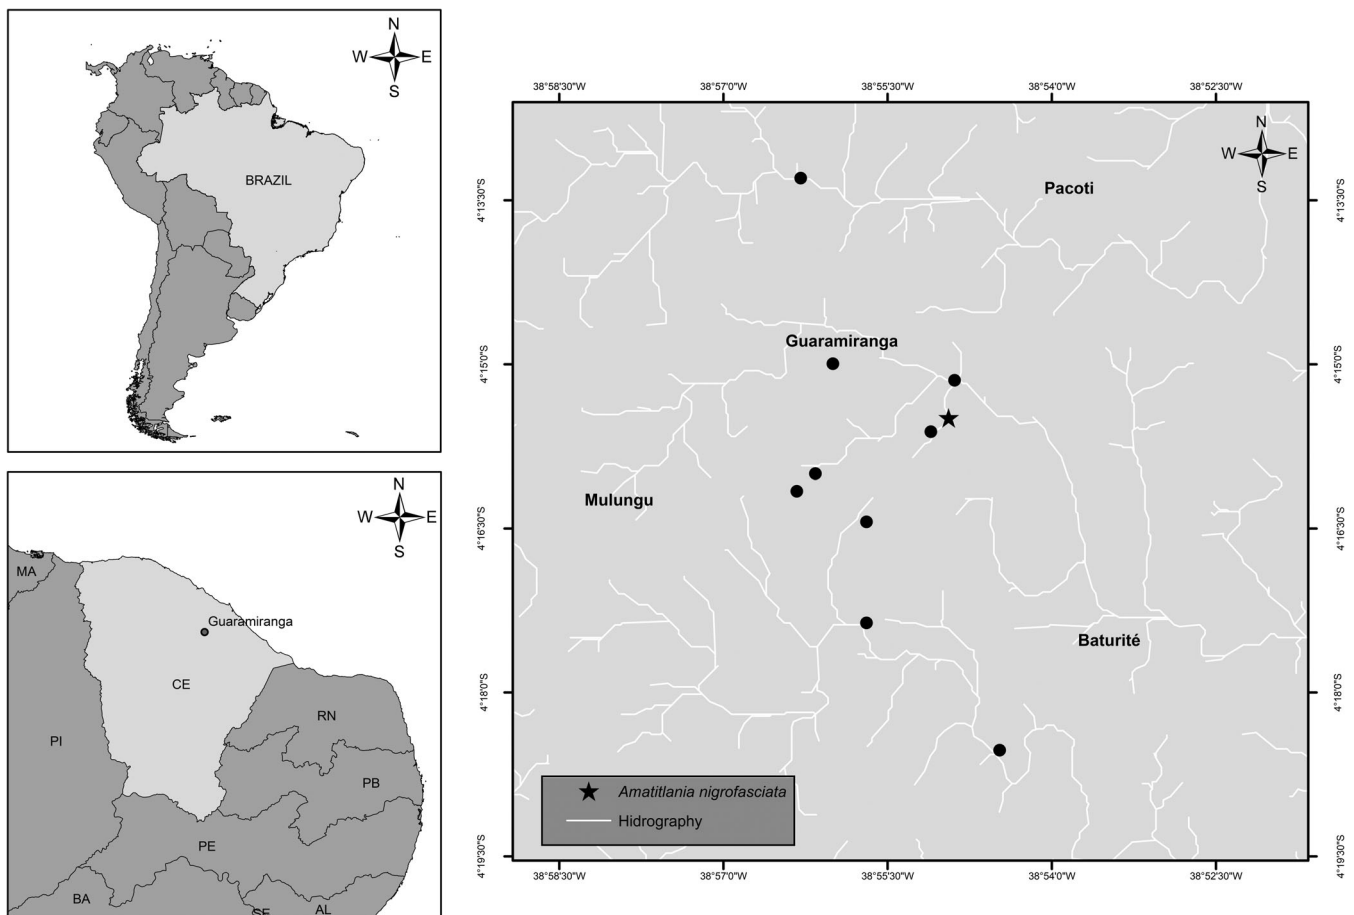 N
W E
S
BRAZIL
N
W E
S
MA
Guaramiranga
CE
RN
PI
PB
PE
BA
SE
AL
38°58'30"W 38°57'0"W 38°55'30"W 38°54'0"W 38°52'30"W
N
W E
S
4°13'30"S
4°13'30"S
Pacoti
Guaramiranga
4°15'0"S
4°15'0"S
Mulungu
4°16'30"S
4°16'30"S
Baturité
4°18'0"S
4°18'0"S
Amatitlania nigrofasciata
Hidrography
4°19'30"S
4°19'30"S
38°58'30"W 38°57'0"W 38°55'30"W 38°54'0"W 38°52'30"W